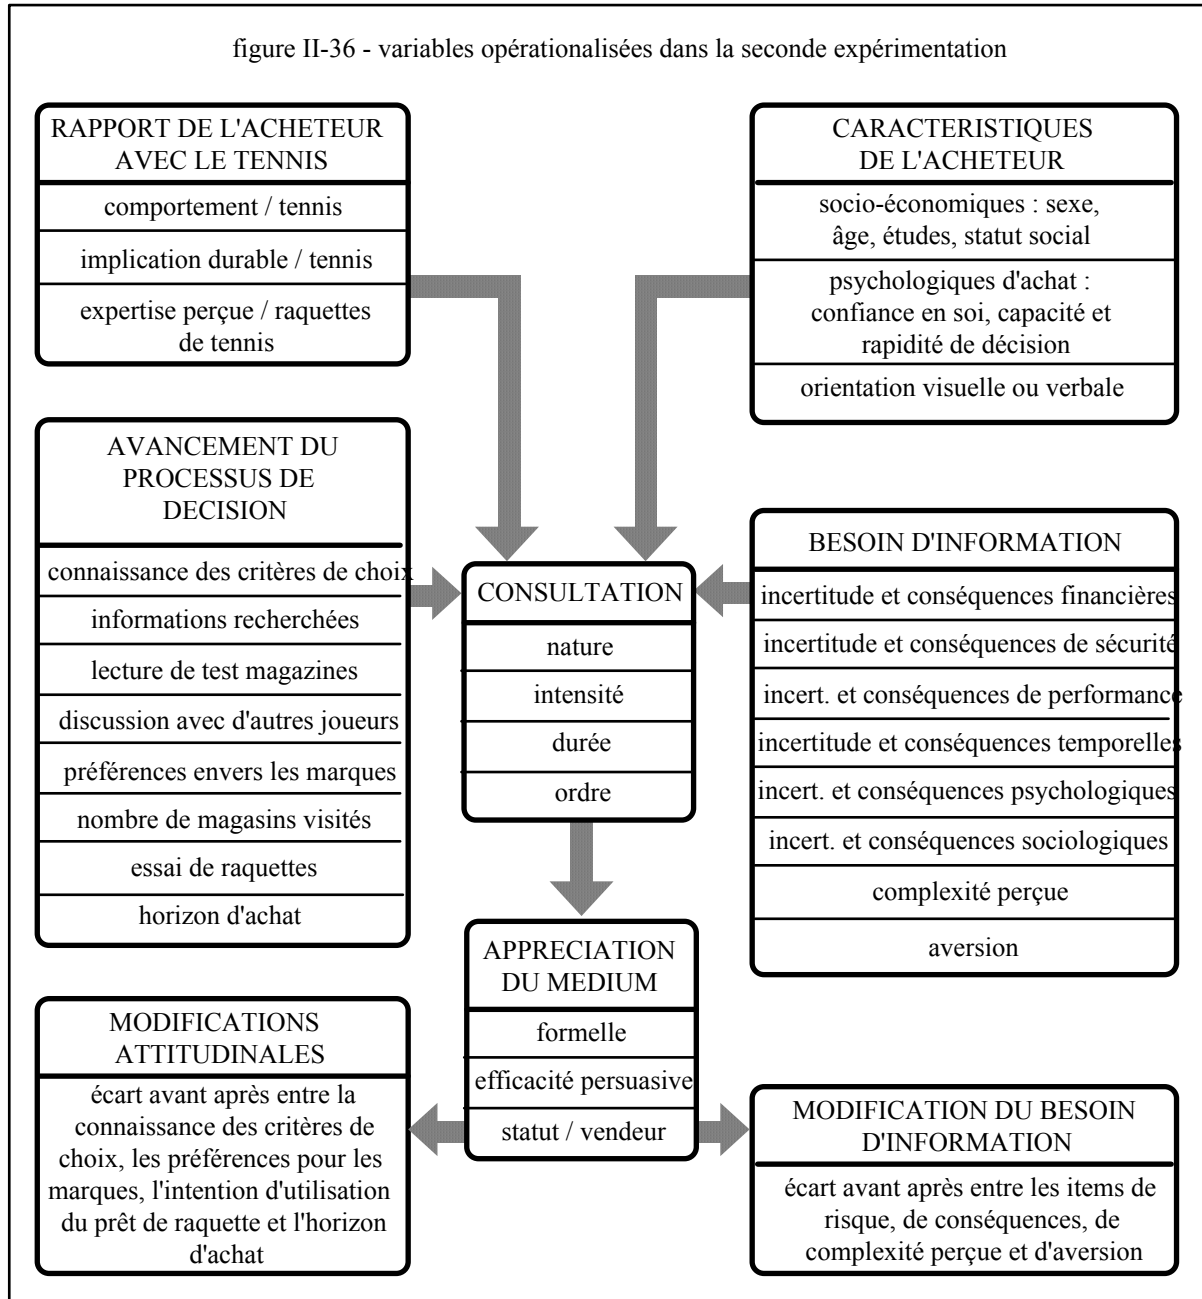 figure II-36 - variables opérationalisées dans la seconde expérimentation
RAPPORT DE L'ACHETEUR
AVEC LE TENNIS
comportement / tennis
implication durable / tennis
expertise perçue / raquettes
de tennis
CARACTERISTIQUES
DE L'ACHETEUR
socio-économiques : sexe,
âge, études, statut social
psychologiques d'achat :
confiance en soi, capacité et
rapidité de décision
orientation visuelle ou verbale
AVANCEMENT DU
PROCESSUS DE
DECISION
connaissance des critères de choix
informations recherchées
lecture de test magazines
discussion avec d'autres joueurs
préférences envers les marques
nombre de magasins visités
essai de raquettes
horizon d'achat
CONSULTATION
nature
intensité
durée
ordre
BESOIN D'INFORMATION
incertitude et conséquences financières
incertitude et conséquences de sécurité
incert. et conséquences de performance
incertitude et conséquences temporelles
incert. et conséquences psychologiques
incert. et conséquences sociologiques
complexité perçue
aversion
APPRECIATION
DU MEDIUM
formelle
efficacité persuasive
statut / vendeur
MODIFICATIONS
ATTITUDINALES
écart avant après entre la
connaissance des critères de
choix, les préférences pour les
marques, l'intention d'utilisation
du prêt de raquette et l'horizon
d'achat
MODIFICATION DU BESOIN
D'INFORMATION
écart avant après entre les items de
risque, de conséquences, de
complexité perçue et d'aversion